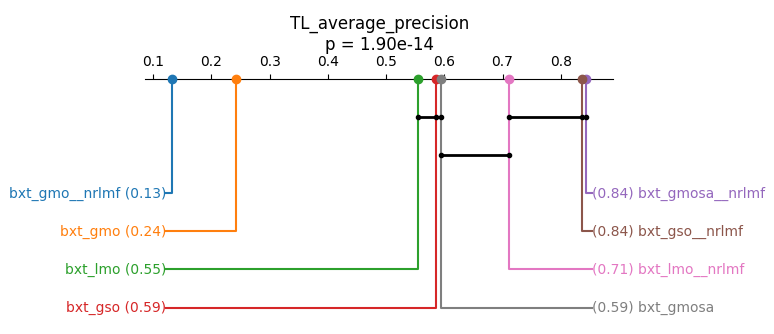 TL_average_precision
p = 1.90e-14
0.1 0.2 0.3 0.4 0.5 0.6 0.7 0.8
bxt_gmo__nrlmf (0.13) (0.84) bxt_gmosa__nrlmf
bxt_gmo (0.24) (0.84) bxt_gso__nrlmf
bxt_lmo (0.55) (0.71) bxt_lmo__nrlmf
bxt_gso (0.59) (0.59) bxt_gmosa